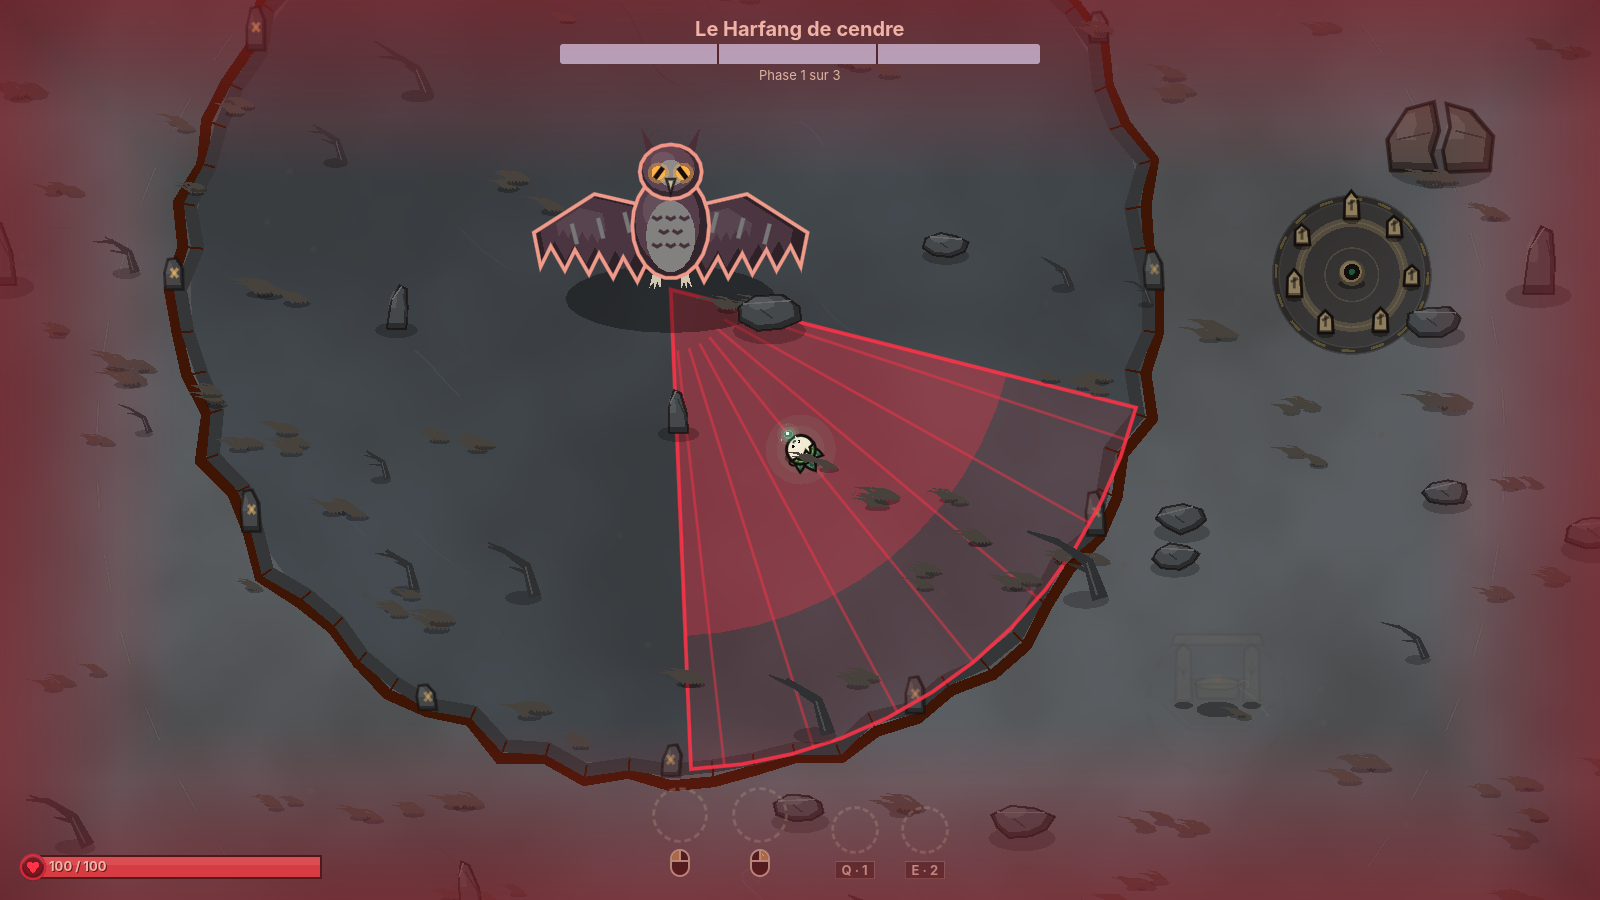 Le Harfang de cendre
Phase 1 sur 3
100 / 100
Q · 1
E · 2